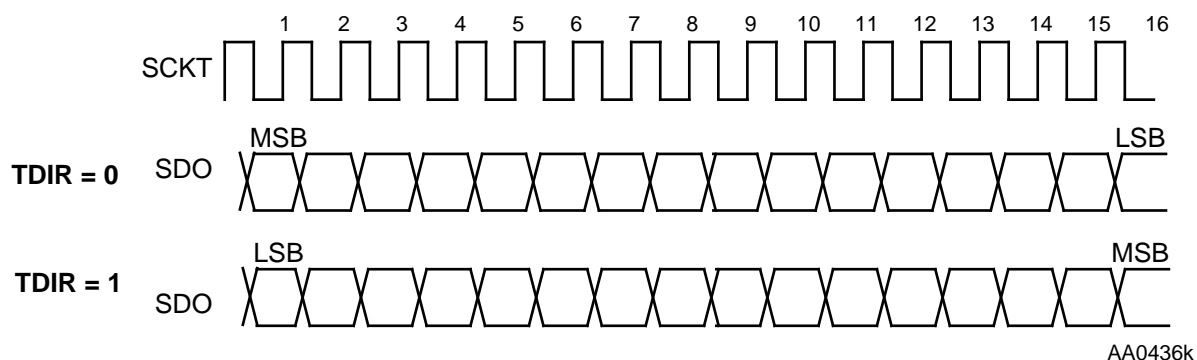 1 2 3 4 5 6 7 8 9 10 11 12 13 14 15 16
SCKT
MSB LSB
TDIR = 0 SDO
LSB MSB
TDIR = 1 SDO
AA0436k